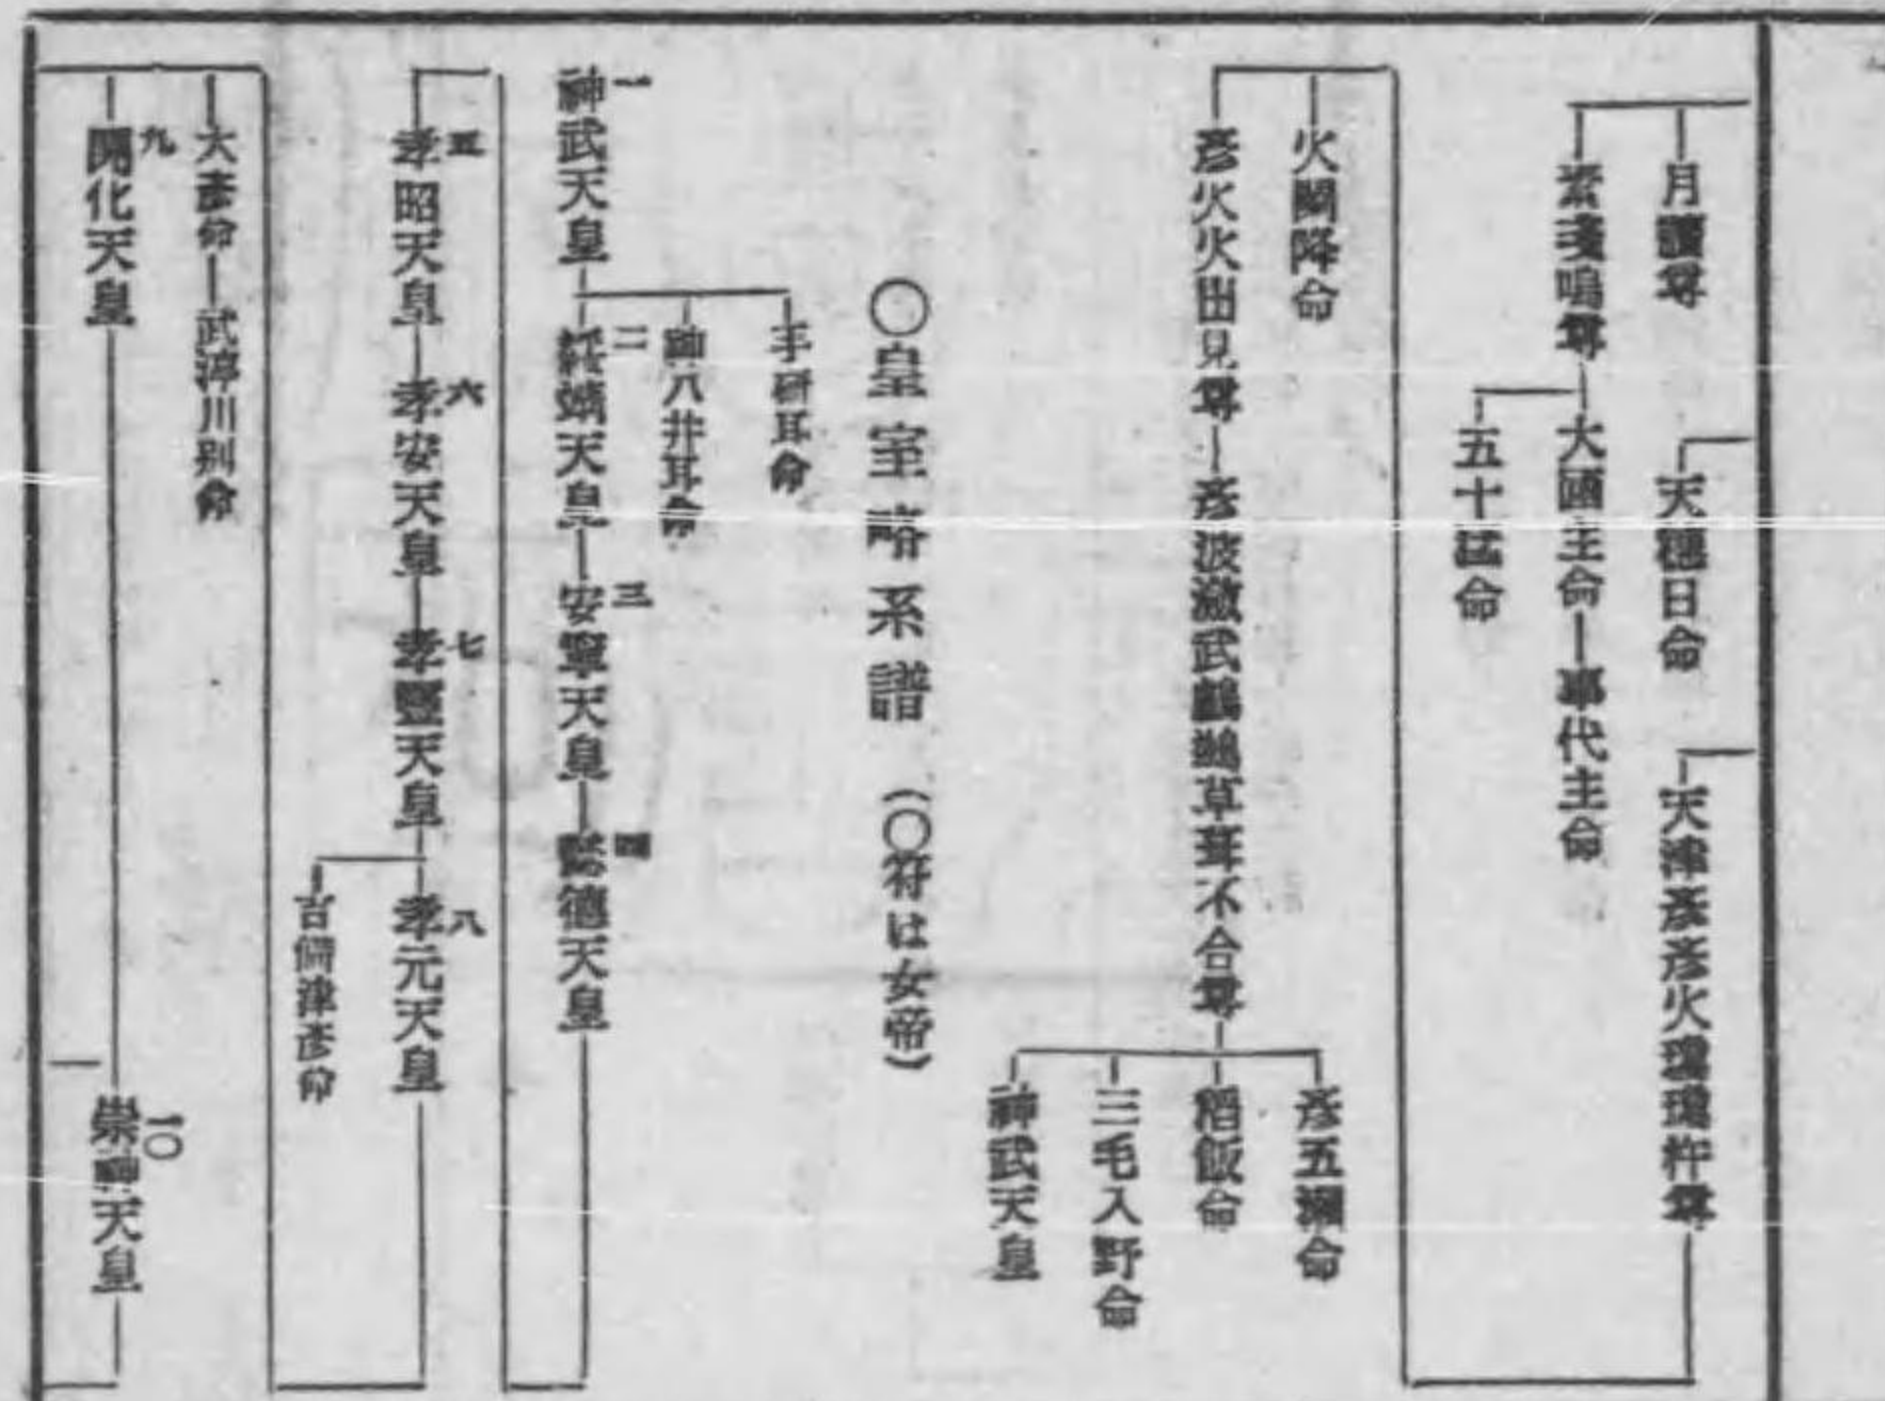 月讀尊
素戔嗚尊
大國主命
事代主命
五十猛命
天穗日命
天津彥彥火瓊瓊杵尊
火闌降命
彥火火出見尊
彥波瀲武鸕鶿草葺不合尊
彥五瀨命
稻飯命
三毛入野命
神武天皇
〇皇室略系譜 (〇符は女帝)
一 神武天皇
手硏耳命
神八井耳命
二 綏靖天皇
三 安寧天皇
四 懿德天皇
五 孝昭天皇
六 孝安天皇
七 孝靈天皇
八 孝元天皇
吉備津彥命
大彥命
武渟川別命
九 開化天皇
一〇 崇神天皇